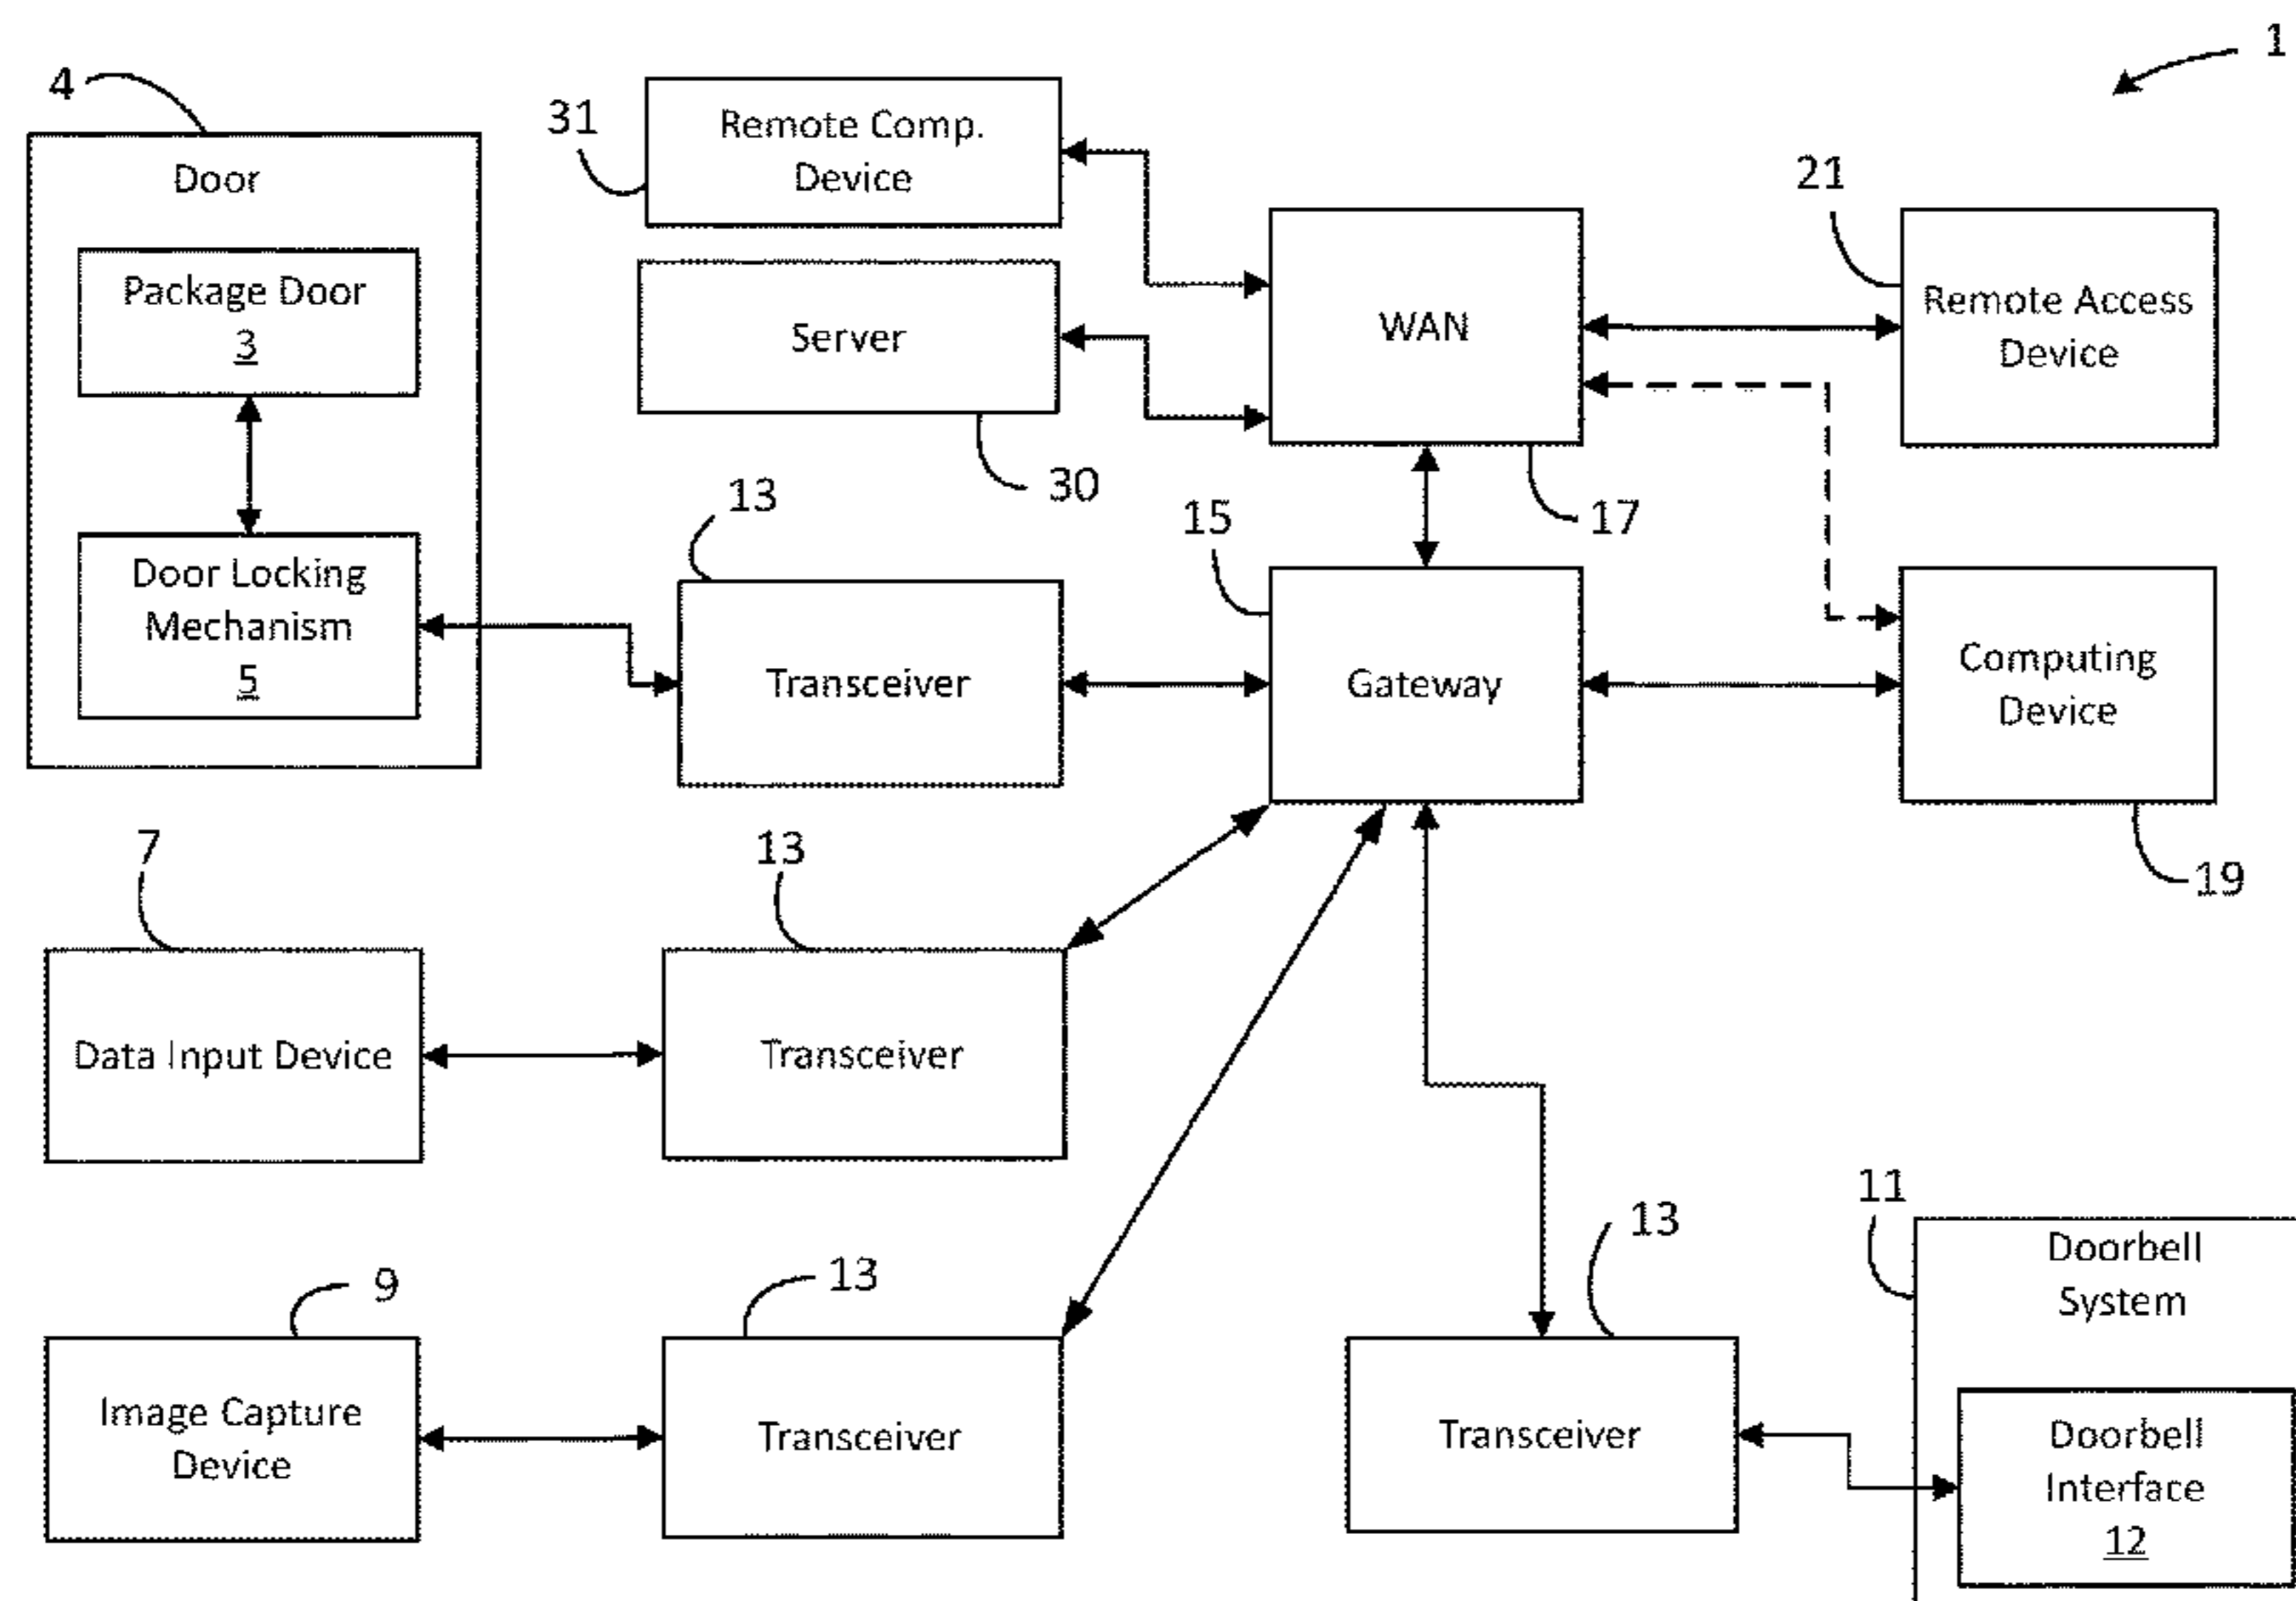 1
4
Door
Package Door
3
Door Locking
Mechanism
5
31
Remote Comp.
Device
Server
30
WAN
17
21
Remote Access
Device
13
Transceiver
15
Gateway
Computing
Device
19
7
Data Input Device
13
Transceiver
9
Image Capture
Device
13
Transceiver
13
Transceiver
11
Doorbell
System
Doorbell
Interface
12